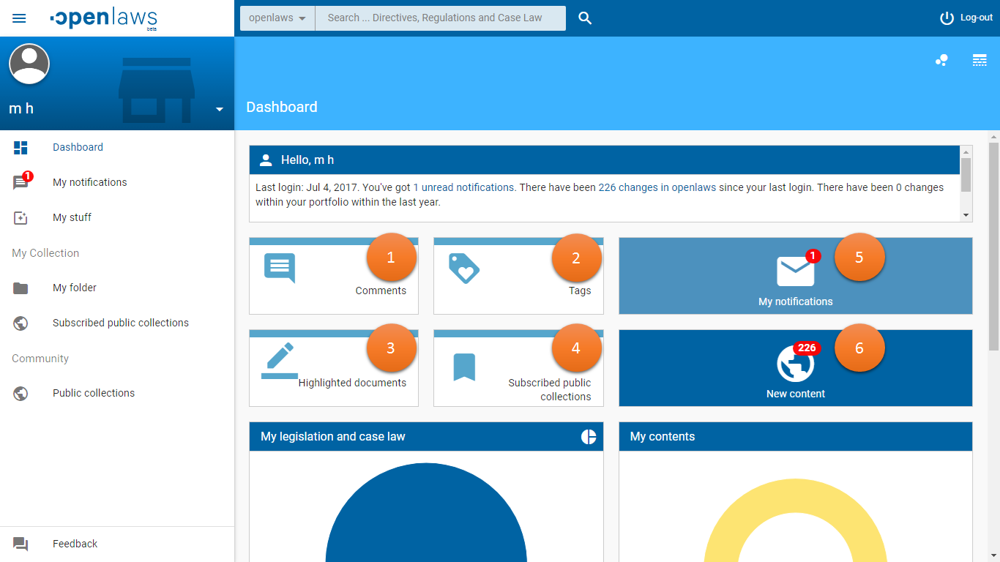 openlaws
beta
openlaws
Search ... Directives, Regulations and Case Law
Log-out
m h
Dashboard
Dashboard
1
My notifications
My stuff
My Collection
My folder
Subscribed public collections
Community
Public collections
Feedback
Hello, m h
Last login: Jul 4, 2017. You've got 1 unread notifications. There have been 226 changes in openlaws since your last login. There have been 0 changes
within your portfolio within the last year.
1
Comments
2
Tags
1
5
My notifications
3
Highlighted documents
4
Subscribed public
collections
226
6
New content
My legislation and case law
My contents